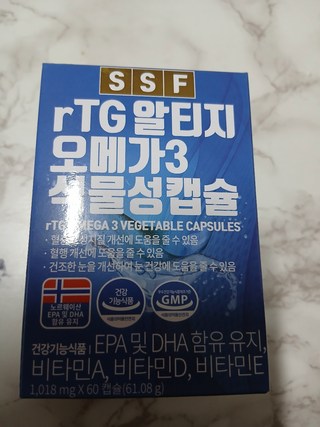 SSF
rTG 알티지
오메가3
식물성캡슐
rTG OMEGA 3 VEGETABLE CAPSULES
· 혈행 개선에 도움을 줄 수 있음
· 건조한 눈을 개선하여 눈 건강에 도움을 줄 수 있음
노르웨이산
EPA 및 DHA
함유 유지
건강
기능식품
GMP
건강기능식품 | EPA 및 DHA 함유 유지,
비타민A, 비타민D, 비타민E
1,018 mg X 60 캡슐(61.08 g)